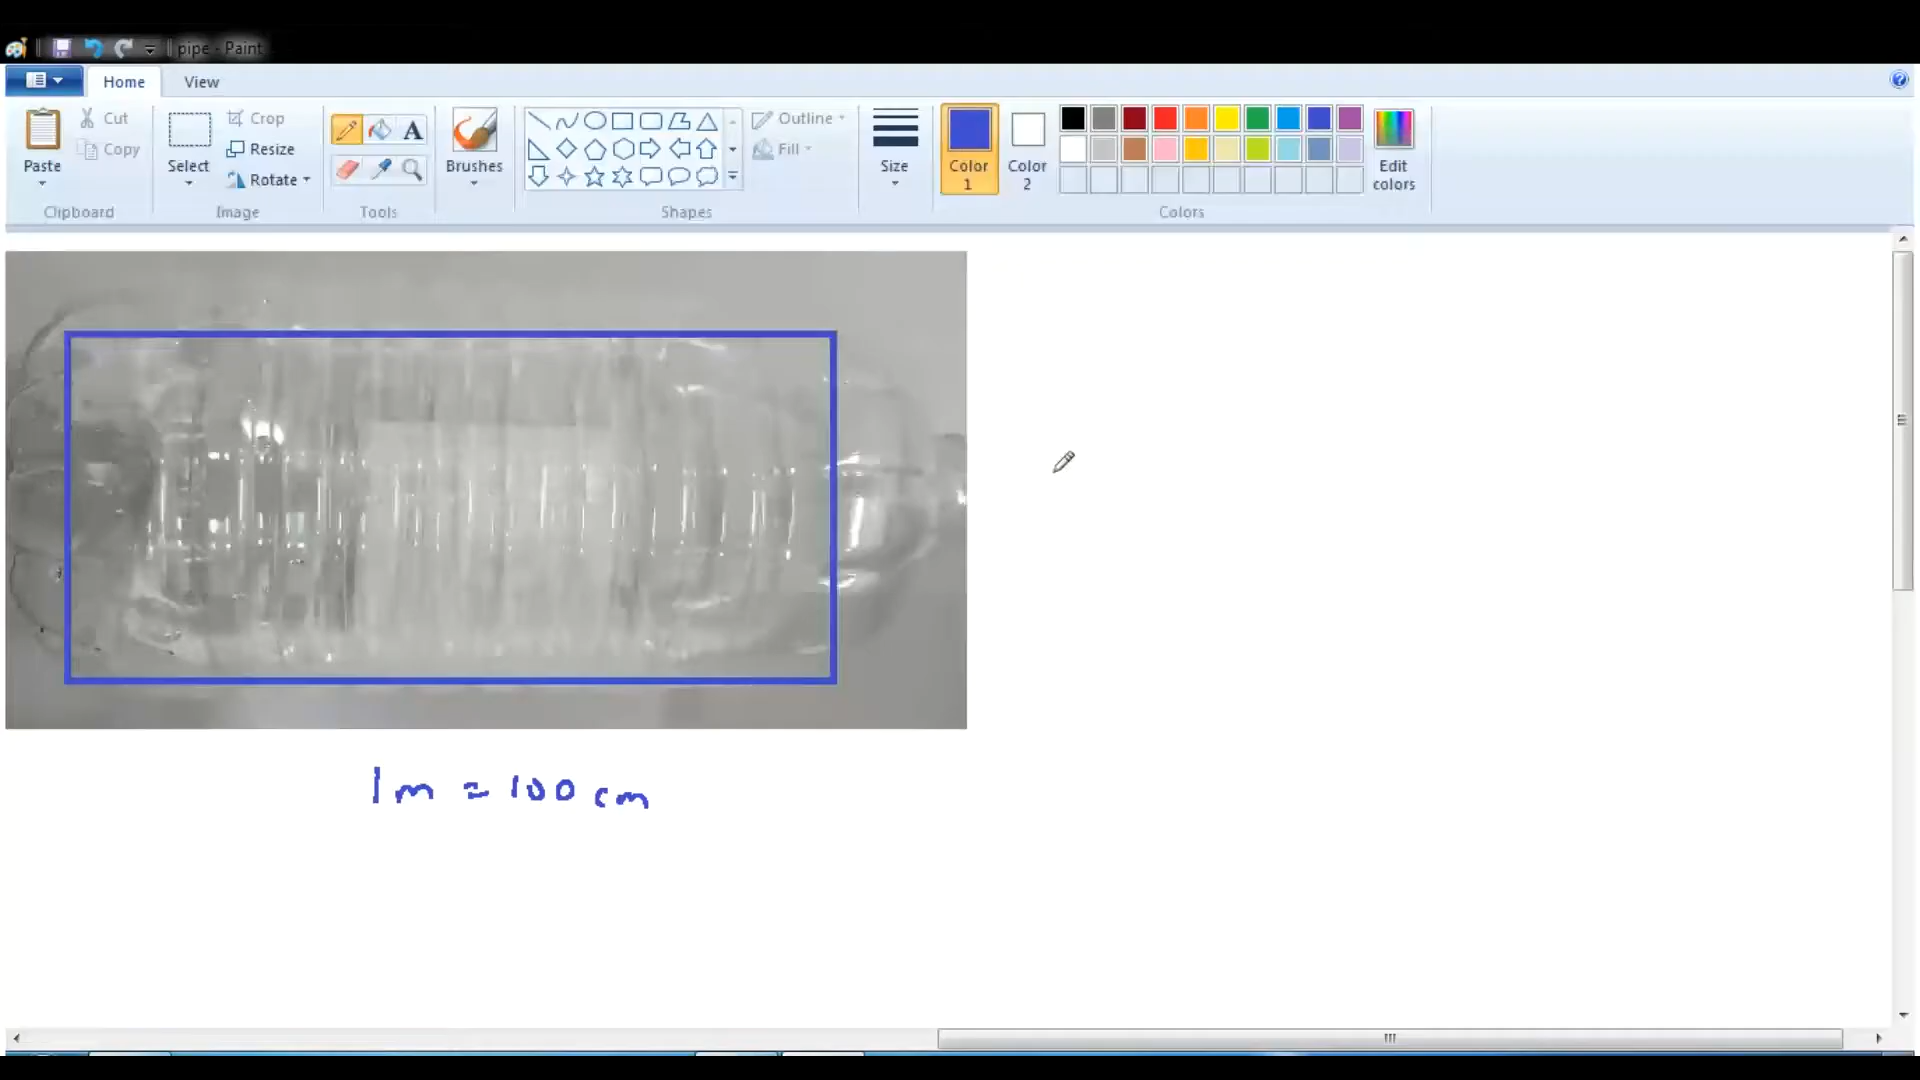 pipe - Paint
Home View
Paste Cut Copy
Clipboard
Select Crop Resize Rotate
Image
A
Tools
Brushes
Shapes
Outline
Fill
Size
Color 1
Color 2
Edit colors
Colors
1m = 100 cm